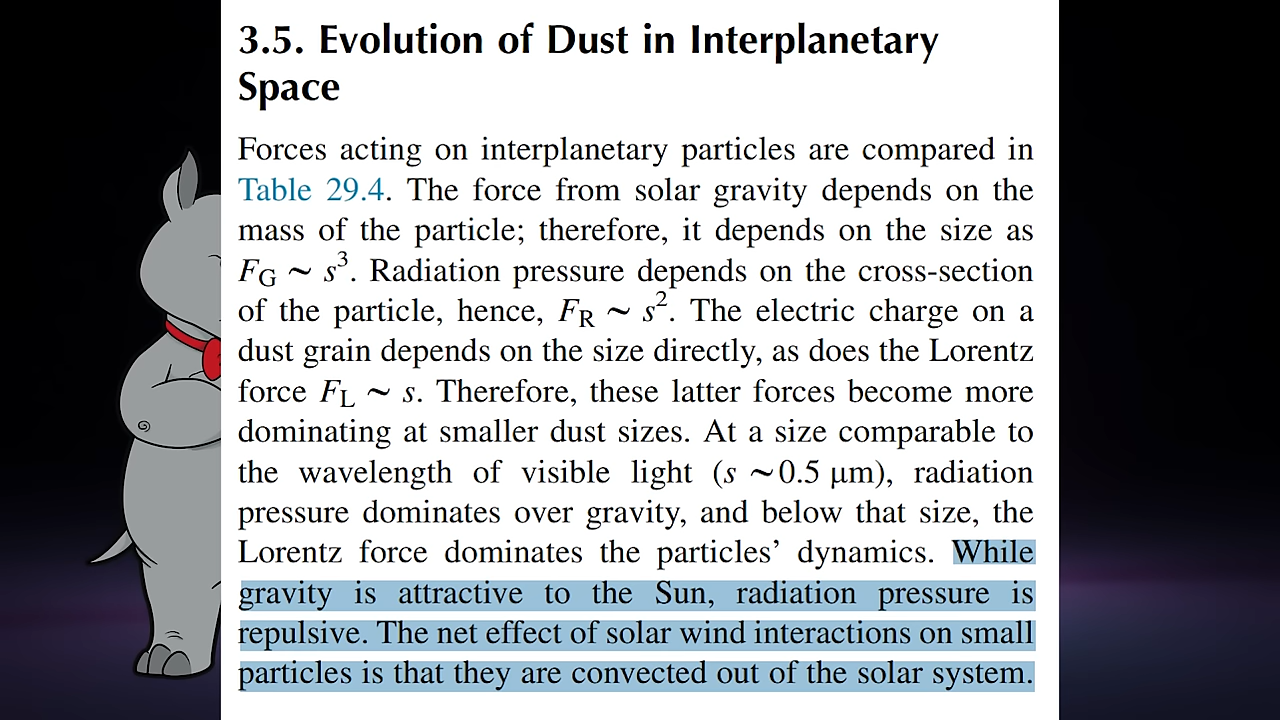 3.5. Evolution of Dust in Interplanetary
Space
Forces acting on interplanetary particles are compared in
Table 29.4. The force from solar gravity depends on the
mass of the particle; therefore, it depends on the size as
F_G ~ s³. Radiation pressure depends on the cross-section
of the particle, hence, F_R ~ s². The electric charge on a
dust grain depends on the size directly, as does the Lorentz
force F_L ~ s. Therefore, these latter forces become more
dominating at smaller dust sizes. At a size comparable to
the wavelength of visible light (s ~0.5 μm), radiation
pressure dominates over gravity, and below that size, the
Lorentz force dominates the particles’ dynamics. While
gravity is attractive to the Sun, radiation pressure is
repulsive. The net effect of solar wind interactions on small
particles is that they are convected out of the solar system.